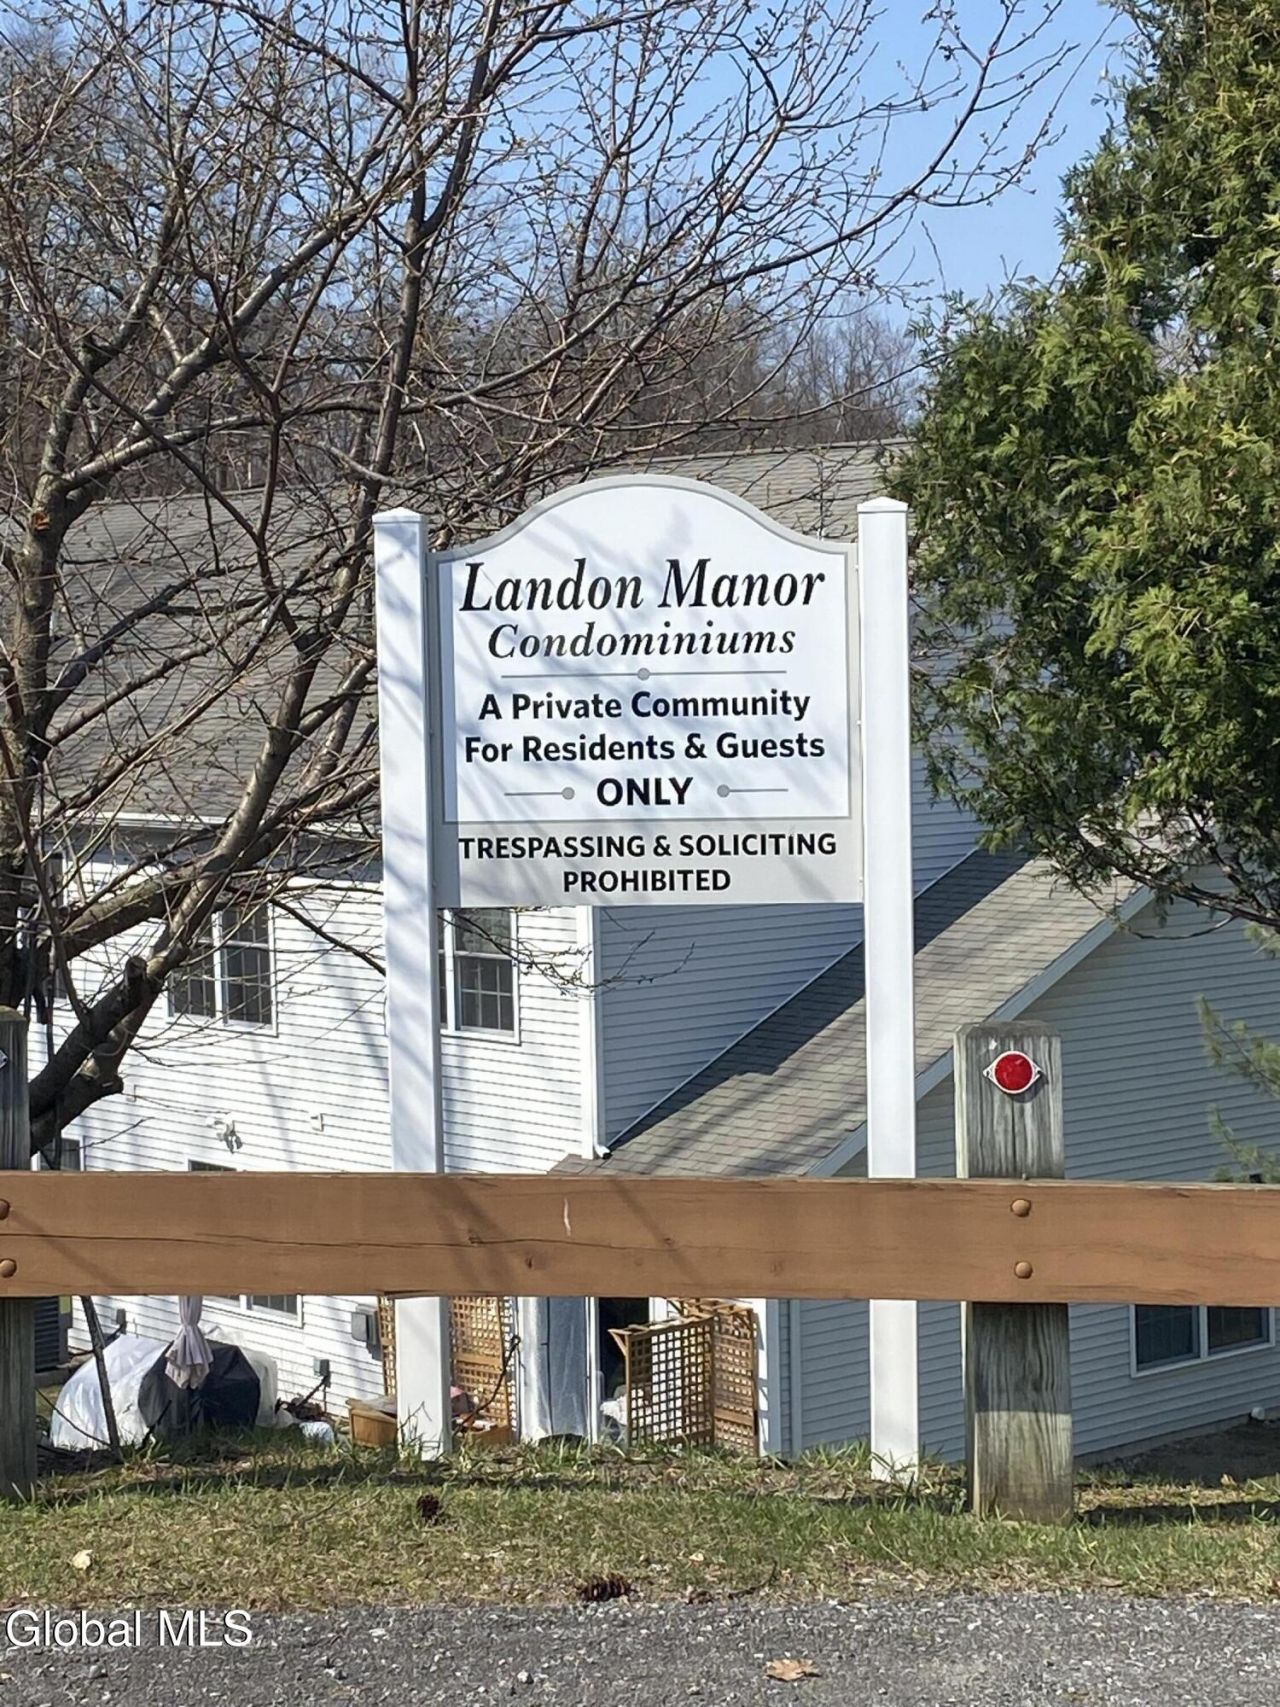 Landon Manor
Condominiums
A Private Community
For Residents & Guests
ONLY
TRESPASSING & SOLICITING
PROHIBITED
Global MLS